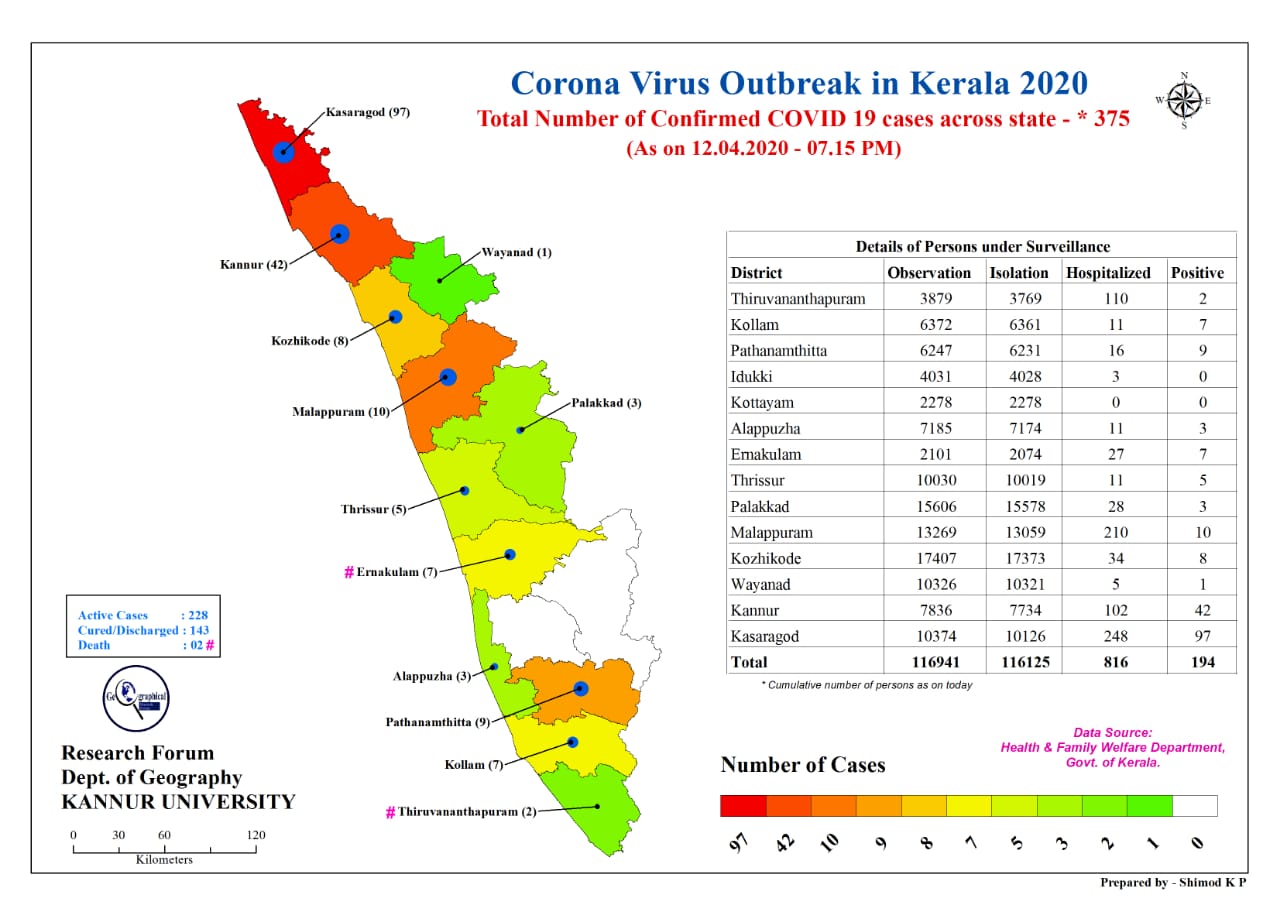 Corona Virus Outbreak in Kerala 2020
Total Number of Confirmed COVID 19 cases across state - * 375
(As on 12.04.2020 - 07.15 PM)
N
W E
S
Kasaragod (97)
Kannur (42)
Wayanad (1)
Kozhikode (8)
Malappuram (10)
Palakkad (3)
Thrissur (5)
# Ernakulam (7)
Alappuzha (3)
Pathanamthitta (9)
Kollam (7)
# Thiruvananthapuram (2)
Details of Persons under Surveillance
District Observation Isolation Hospitalized Positive
Thiruvananthapuram 3879 3769 110 2
Kollam 6372 6361 11 7
Pathanamthitta 6247 6231 16 9
Idukki 4031 4028 3 0
Kottayam 2278 2278 0 0
Alappuzha 7185 7174 11 3
Ernakulam 2101 2074 27 7
Thrissur 10030 10019 11 5
Palakkad 15606 15578 28 3
Malappuram 13269 13059 210 10
Kozhikode 17407 17373 34 8
Wayanad 10326 10321 5 1
Kannur 7836 7734 102 42
Kasaragod 10374 10126 248 97
Total 116941 116125 816 194
* Cumulative number of persons as on today
Active Cases : 228
Cured/Discharged : 143
Death : 02 #
Ge graphical
Research Forum
Dept. of Geography
KANNUR UNIVERSITY
0 30 60 120
Kilometers
Data Source:
Health & Family Welfare Department,
Govt. of Kerala.
Number of Cases
97 42 10 9 8 7 5 3 2 1 0
Prepared by - Shimod K P